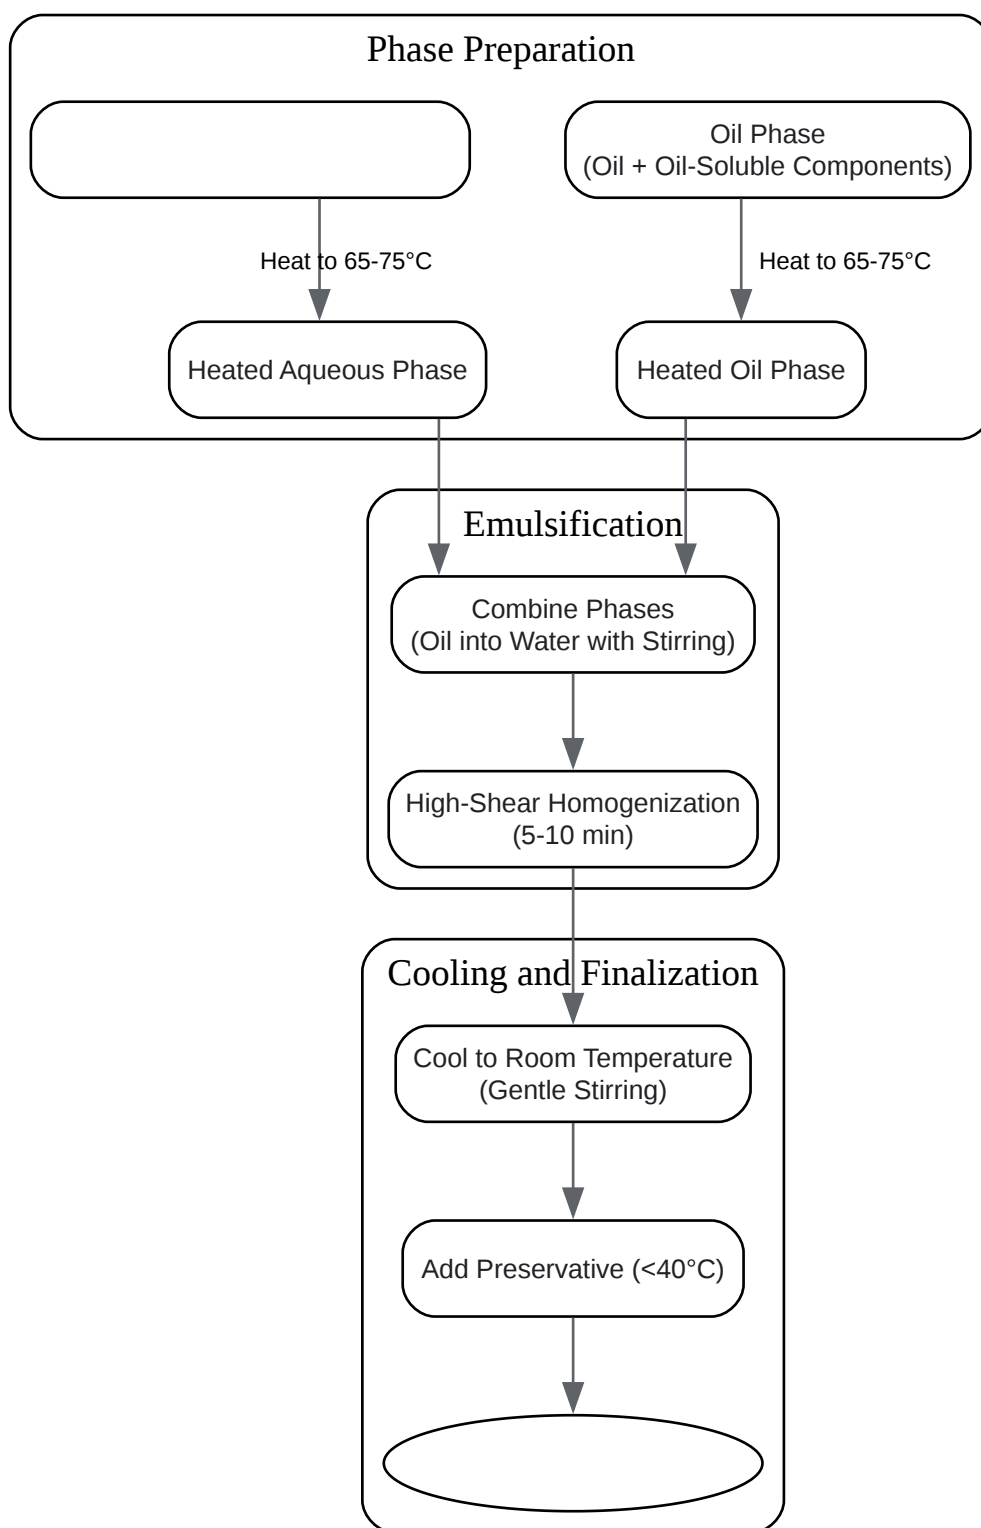 Phase Preparation
Oil Phase
(Oil + Oil-Soluble Components)
Heat to 65-75°C
Heat to 65-75°C
Heated Aqueous Phase
Heated Oil Phase
Emulsification
Combine Phases
(Oil into Water with Stirring)
High-Shear Homogenization
(5-10 min)
Cooling and Finalization
Cool to Room Temperature
(Gentle Stirring)
Add Preservative (<40°C)